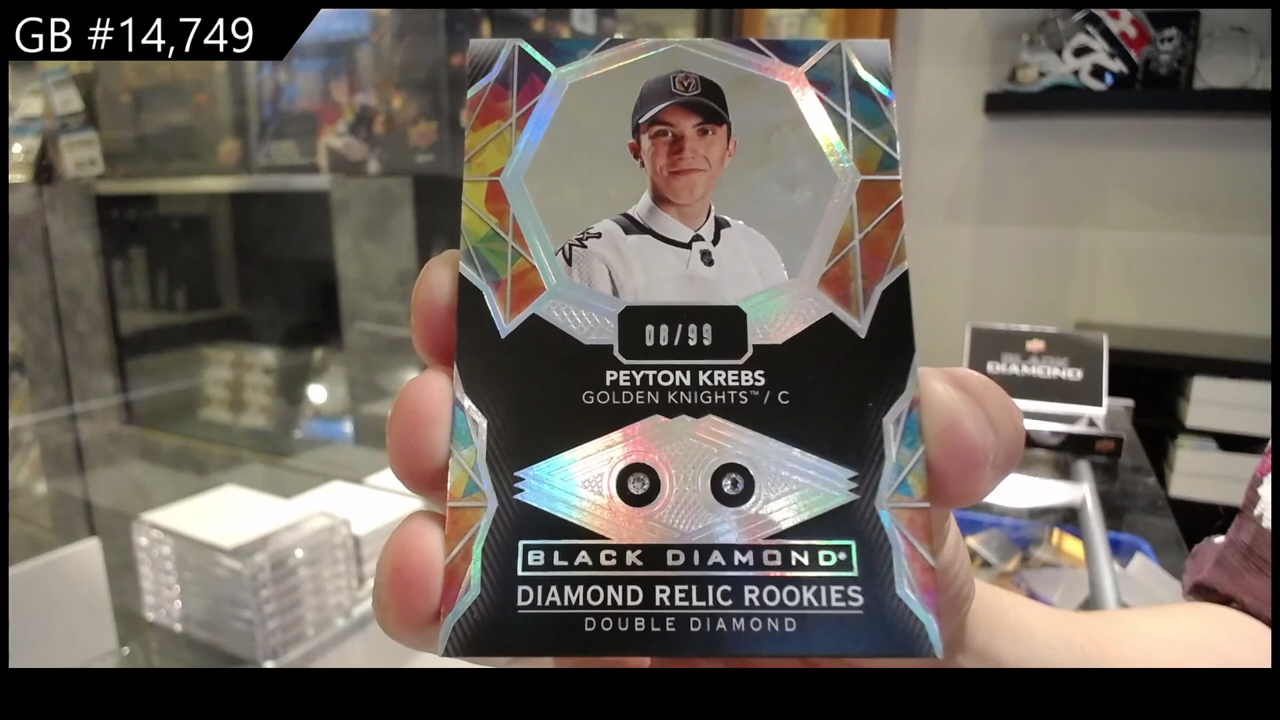 GB #14,749
08/99
PEYTON KREBS
GOLDEN KNIGHTS™ / C
BLACK DIAMOND
DIAMOND RELIC ROOKIES
DOUBLE DIAMOND
BLACK
DIAMOND